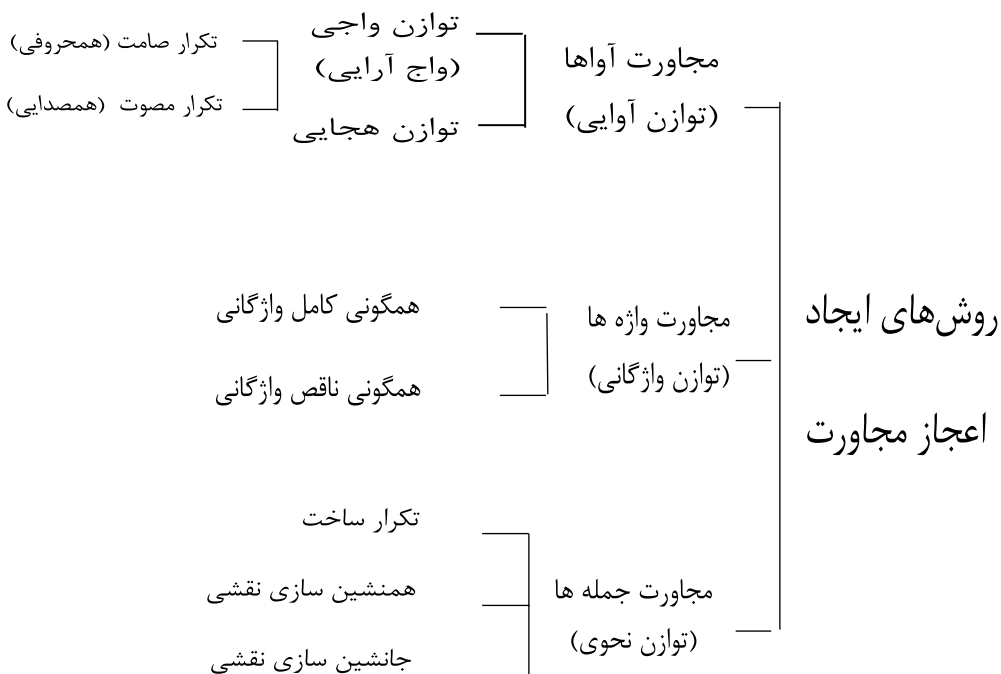 روش‌های ایجاد
اعجاز مجاورت
مجاورت آواها
(توازن آوایی)
توازن واجی
(واج آرایی)
تکرار صامت (همحروفی)
تکرار مصوت (همصدایی)
توازن هجایی
مجاورت واژه ها
(توازن واژگانی)
همگونی کامل واژگانی
همگونی ناقص واژگانی
مجاورت جمله ها
(توازن نحوی)
تکرار ساخت
همنشین سازی نقشی
جانشین سازی نقشی